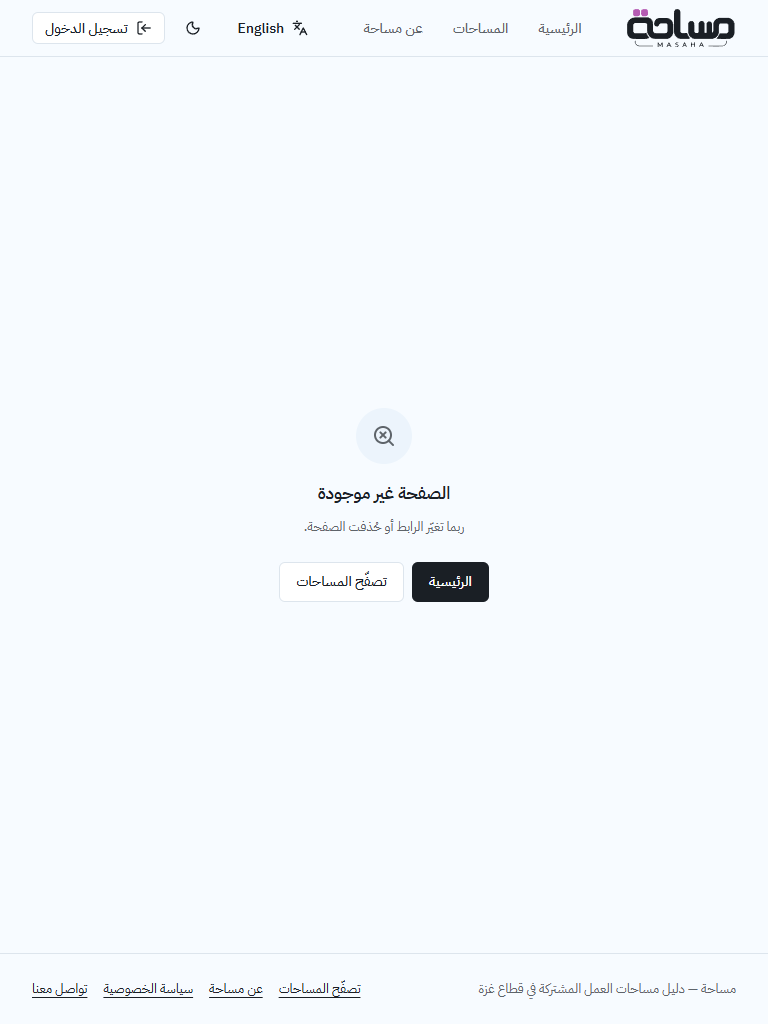 مساحة
MASAHA
الرئيسية
المساحات
عن مساحة
English
تسجيل الدخول
الصفحة غير موجودة
ربما تغيّر الرابط أو حُذفت الصفحة.
الرئيسية
تصفّح المساحات
مساحة — دليل مساحات العمل المشتركة في قطاع غزة
تصفّح المساحات
عن مساحة
سياسة الخصوصية
تواصل معنا